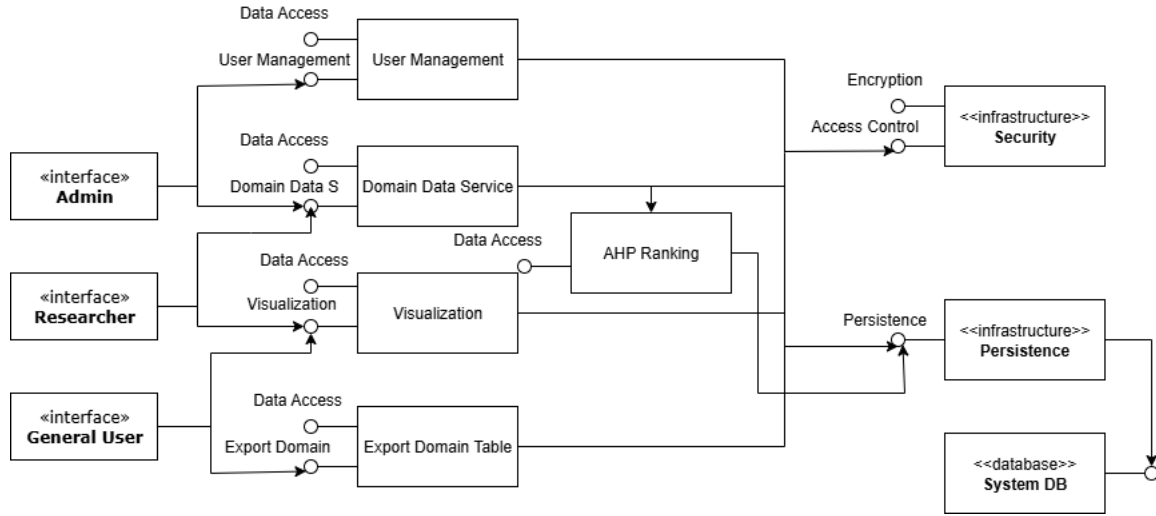 Data Access
User Management
User Management
Encryption
Access Control
<<infrastructure>>
Security
Data Access
Domain Data S
Domain Data Service
«interface»
Admin
Data Access
AHP Ranking
Data Access
Visualization
Visualization
«interface»
Researcher
Persistence
<<infrastructure>>
Persistence
Data Access
Export Domain
Export Domain Table
«interface»
General User
<<database>>
System DB